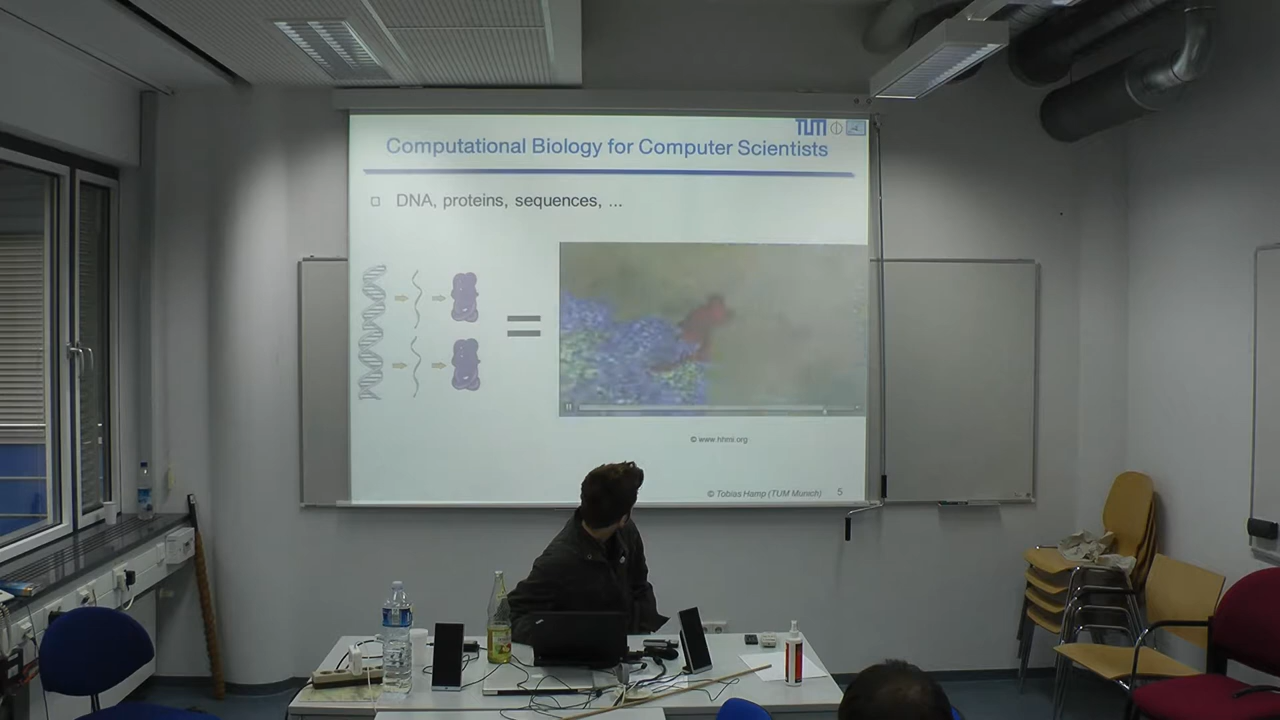 TUM
Computational Biology for Computer Scientists
DNA, proteins, sequences, ...
=
© www.hhmi.org
© Tobias Hamp (TUM Munich) 5